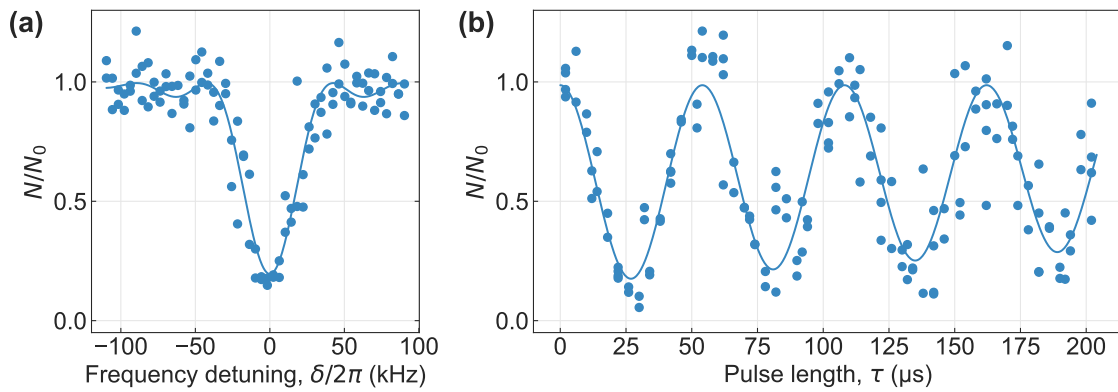 (a)
N/N₀
1.0
0.5
0.0
−100 −50 0 50 100
Frequency detuning, δ/2π (kHz)
(b)
N/N₀
1.0
0.5
0.0
0 25 50 75 100 125 150 175 200
Pulse length, τ (μs)